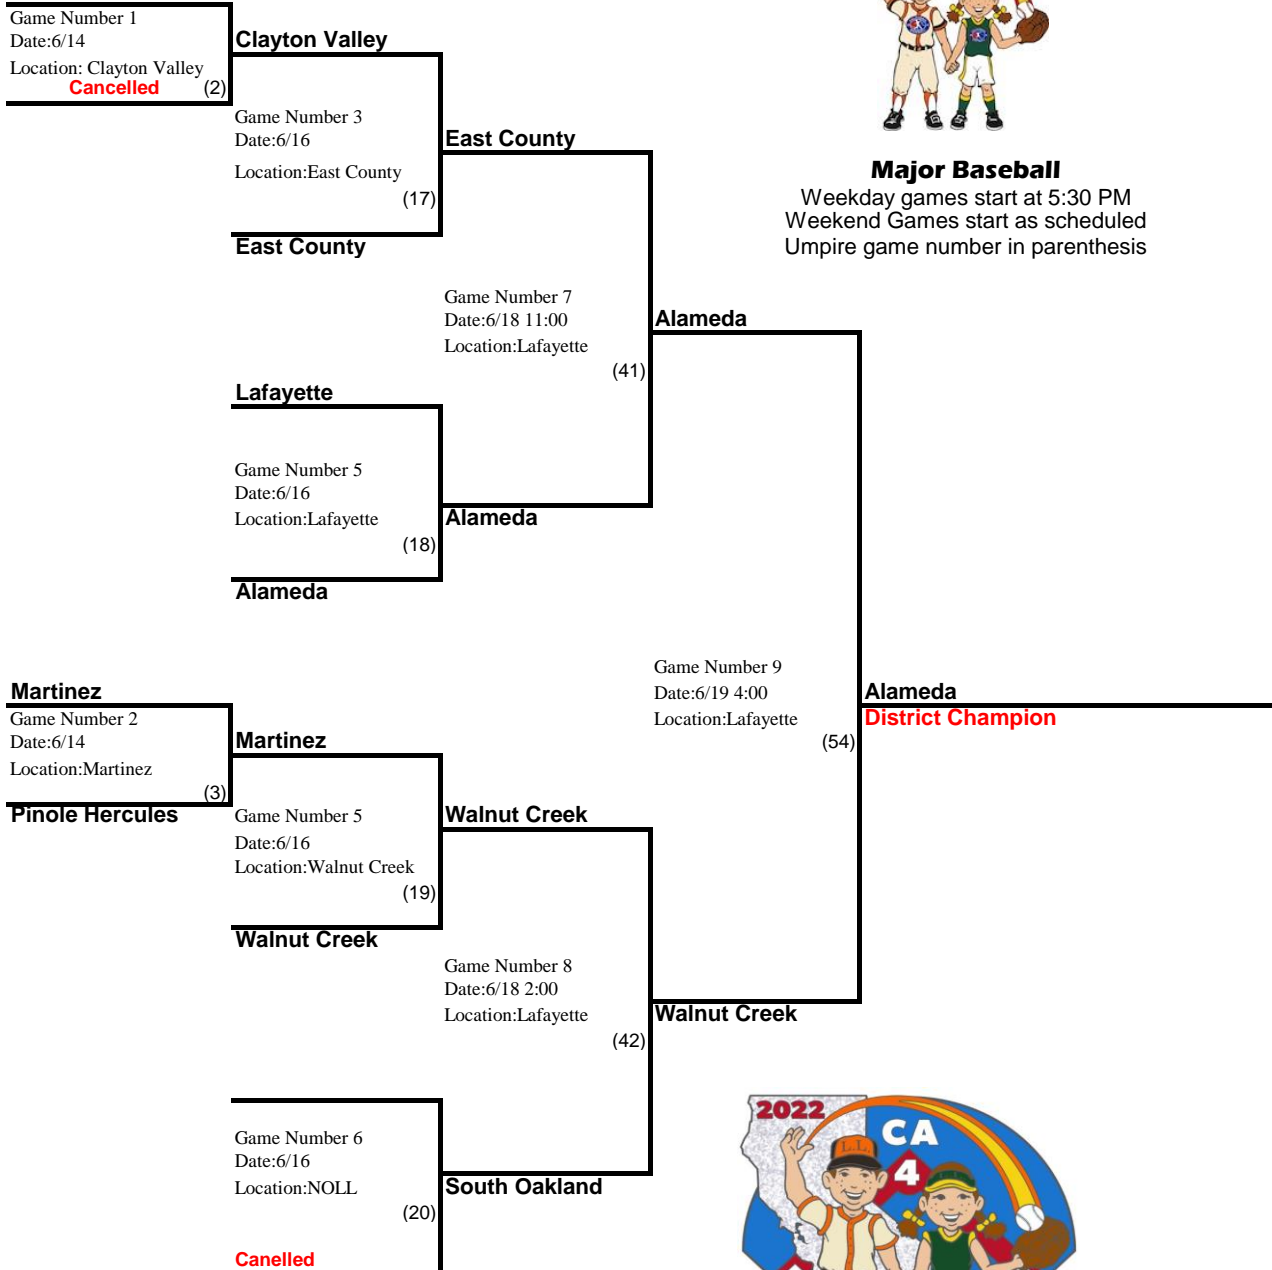 Game Number 1
Date:6/14
Location: Clayton Valley
Cancelled
(2)
Clayton Valley
Game Number 3
Date:6/16
Location:East County
(17)
East County
East County
Game Number 7
Date:6/18 11:00
Location:Lafayette
(41)
Alameda
Lafayette
Game Number 5
Date:6/16
Location:Lafayette
(18)
Alameda
Alameda
Major Baseball
Weekday games start at 5:30 PM
Weekend Games start as scheduled
Umpire game number in parenthesis
Game Number 9
Date:6/19 4:00
Location:Lafayette
(54)
Alameda
District Champion
Martinez
Game Number 2
Date:6/14
Location:Martinez
(3)
Pinole Hercules
Martinez
Game Number 5
Date:6/16
Location:Walnut Creek
(19)
Walnut Creek
Walnut Creek
Game Number 8
Date:6/18 2:00
Location:Lafayette
(42)
Walnut Creek
Game Number 6
Date:6/16
Location:NOLL
(20)
Canelled
South Oakland
2022
CA
4
L.L.